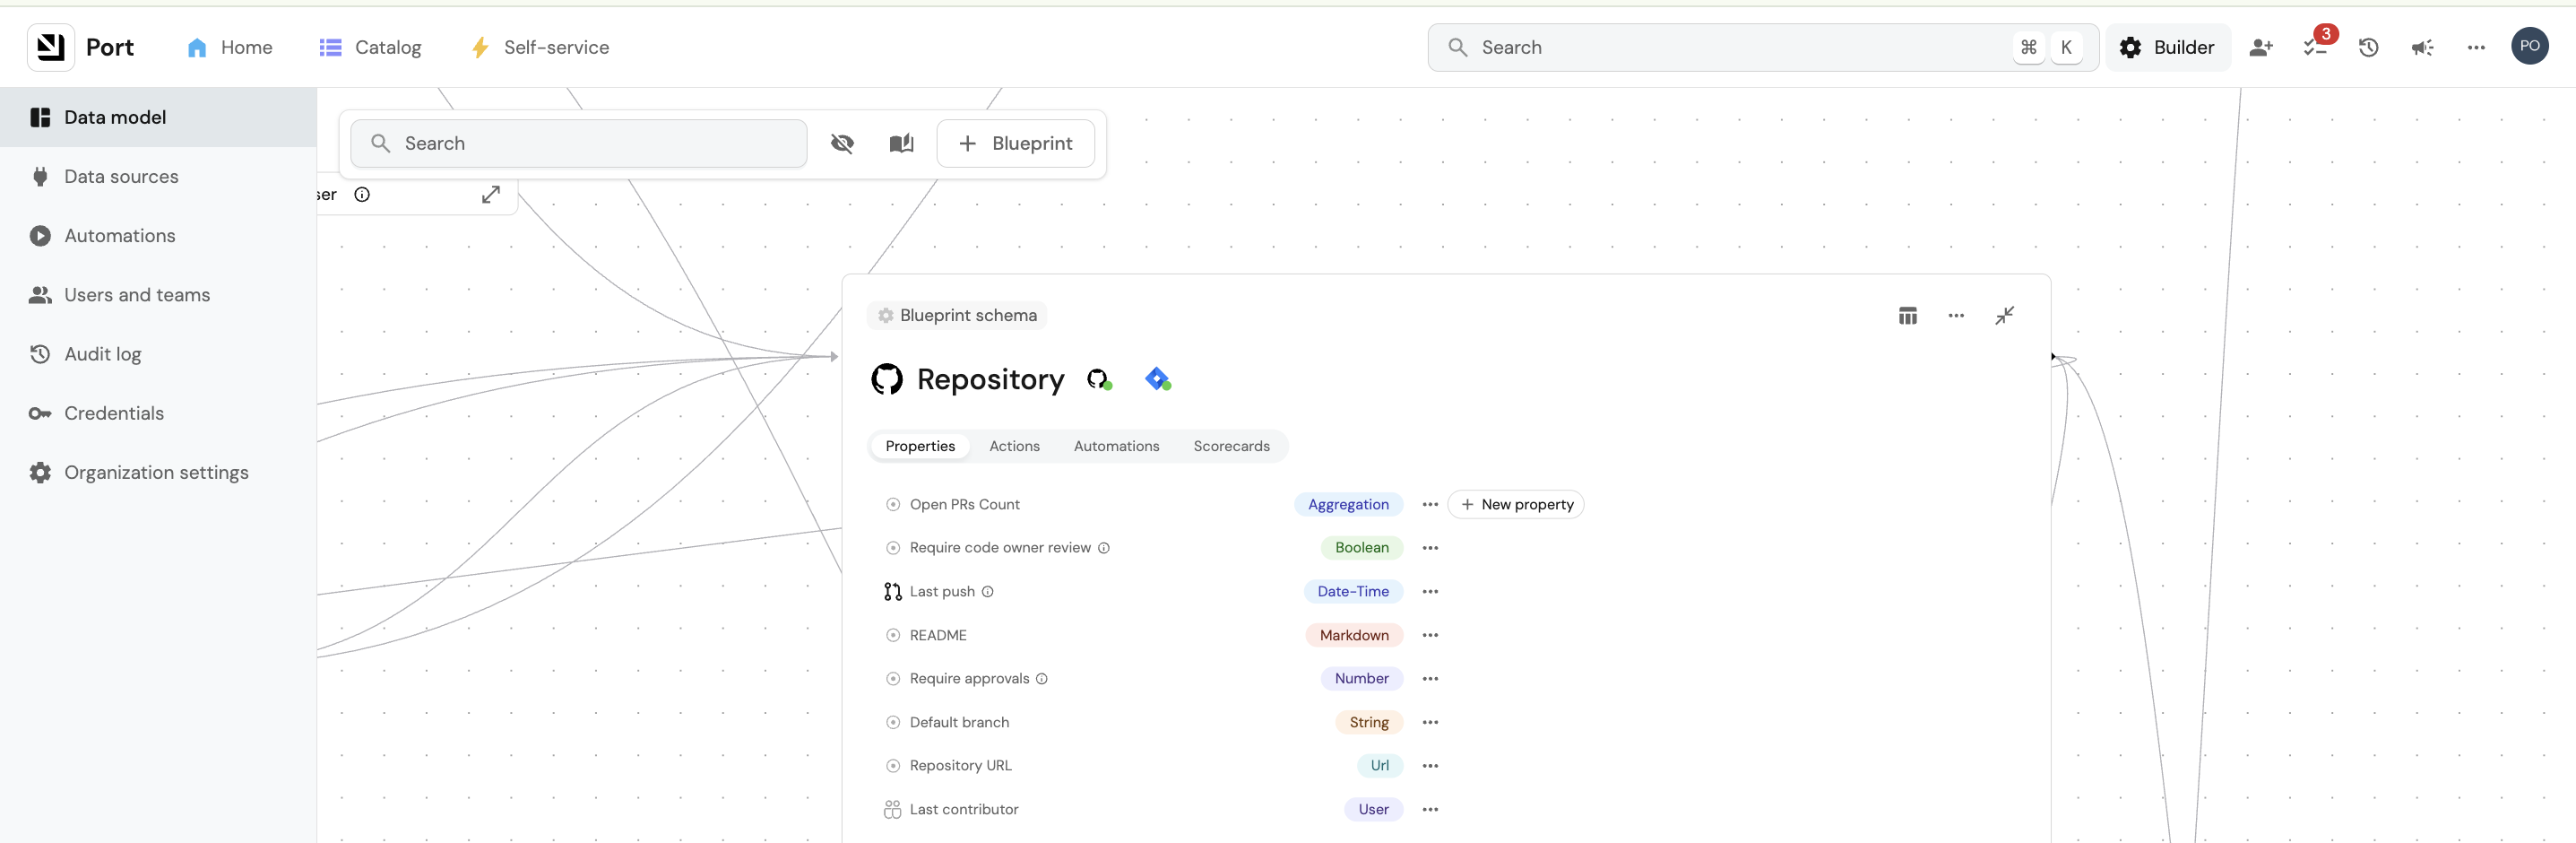 Port
Home
Catalog
Self-service
Search
⌘ K
Builder
3
PO
Data model
Data sources
Automations
Users and teams
Audit log
Credentials
Organization settings
Search
+ Blueprint
ser
Blueprint schema
Repository
Properties Actions Automations Scorecards
Open PRs Count Aggregation + New property
Require code owner review Boolean
Last push Date-Time
README Markdown
Require approvals Number
Default branch String
Repository URL Url
Last contributor User